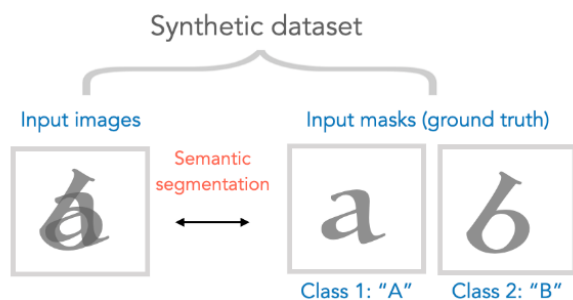 Synthetic dataset
Input images
Input masks (ground truth)
Semantic
segmentation
a
b
a
b
Class 1: “A”
Class 2: “B”